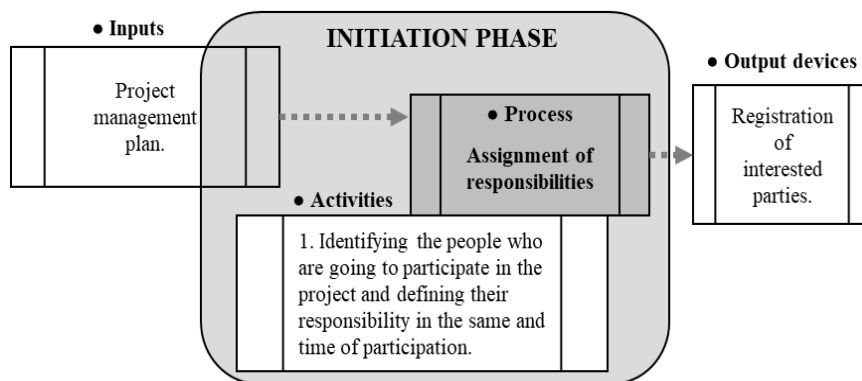 ● Inputs
Project
management
plan.
INITIATION PHASE
● Process
Assignment of
responsibilities
● Activities
1. Identifying the people who
are going to participate in the
project and defining their
responsibility in the same and
time of participation.
● Output devices
Registration
of
interested
parties.